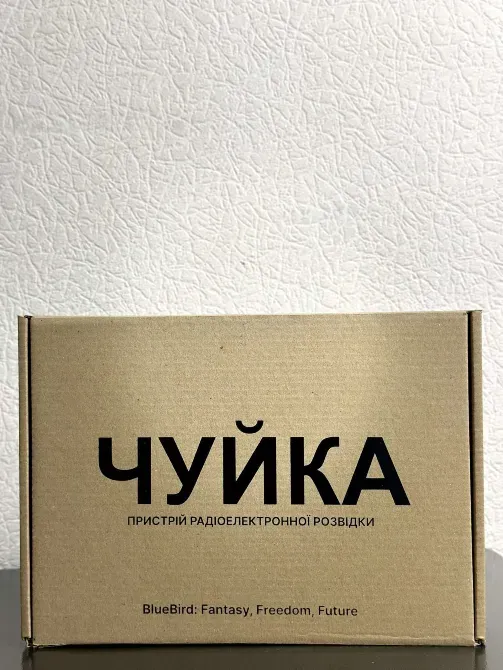 ЧУЙКА
ПРИСТРІЙ РАДІОЕЛЕКТРОННОЇ РОЗВІДКИ
BlueBird: Fantasy, Freedom, Future